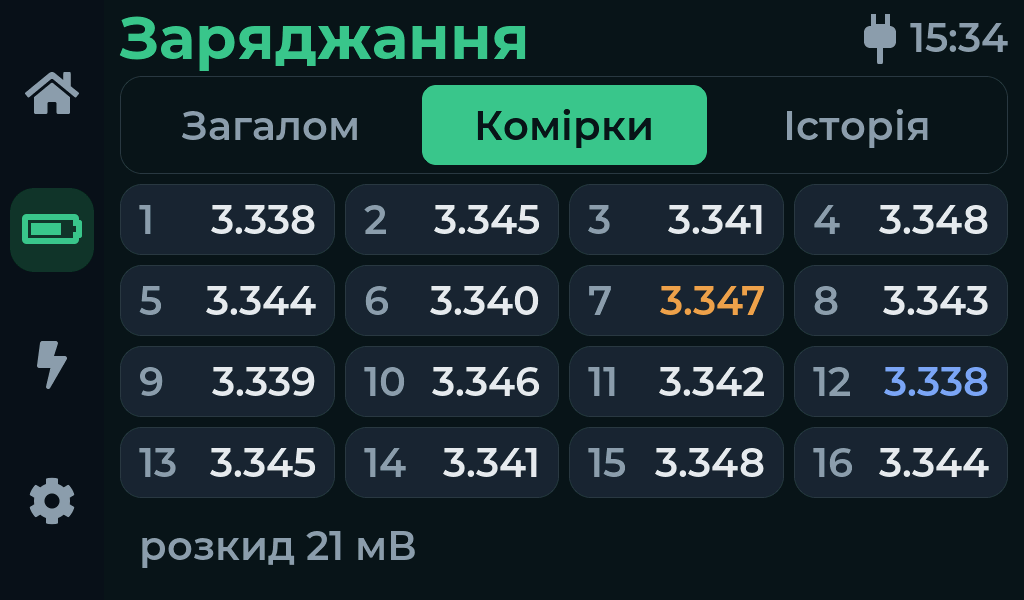 Заряджання 15:34
Загалом Комірки Історія
1 3.338 2 3.345 3 3.341 4 3.348
5 3.344 6 3.340 7 3.347 8 3.343
9 3.339 10 3.346 11 3.342 12 3.338
13 3.345 14 3.341 15 3.348 16 3.344
розкид 21 мВ